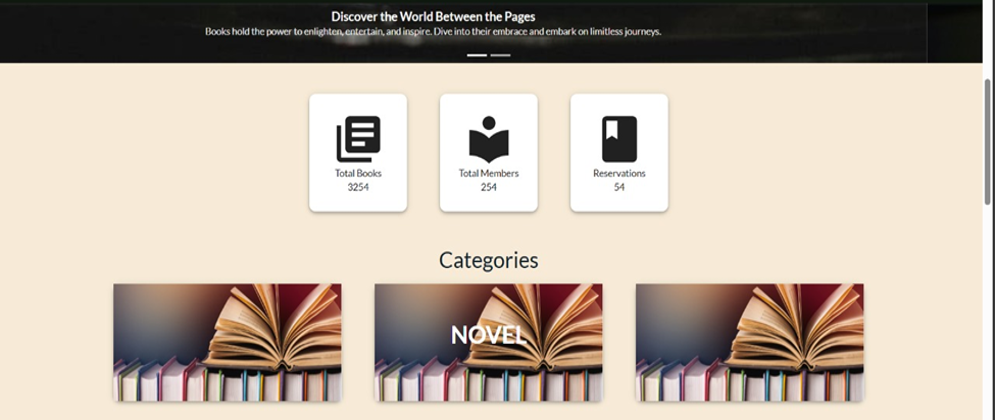 Discover the World Between the Pages
Books hold the power to enlighten, entertain, and inspire. Dive into their embrace and embark on limitless journeys.
Total Books
3254
Total Members
254
Reservations
54
Categories
NOVEL